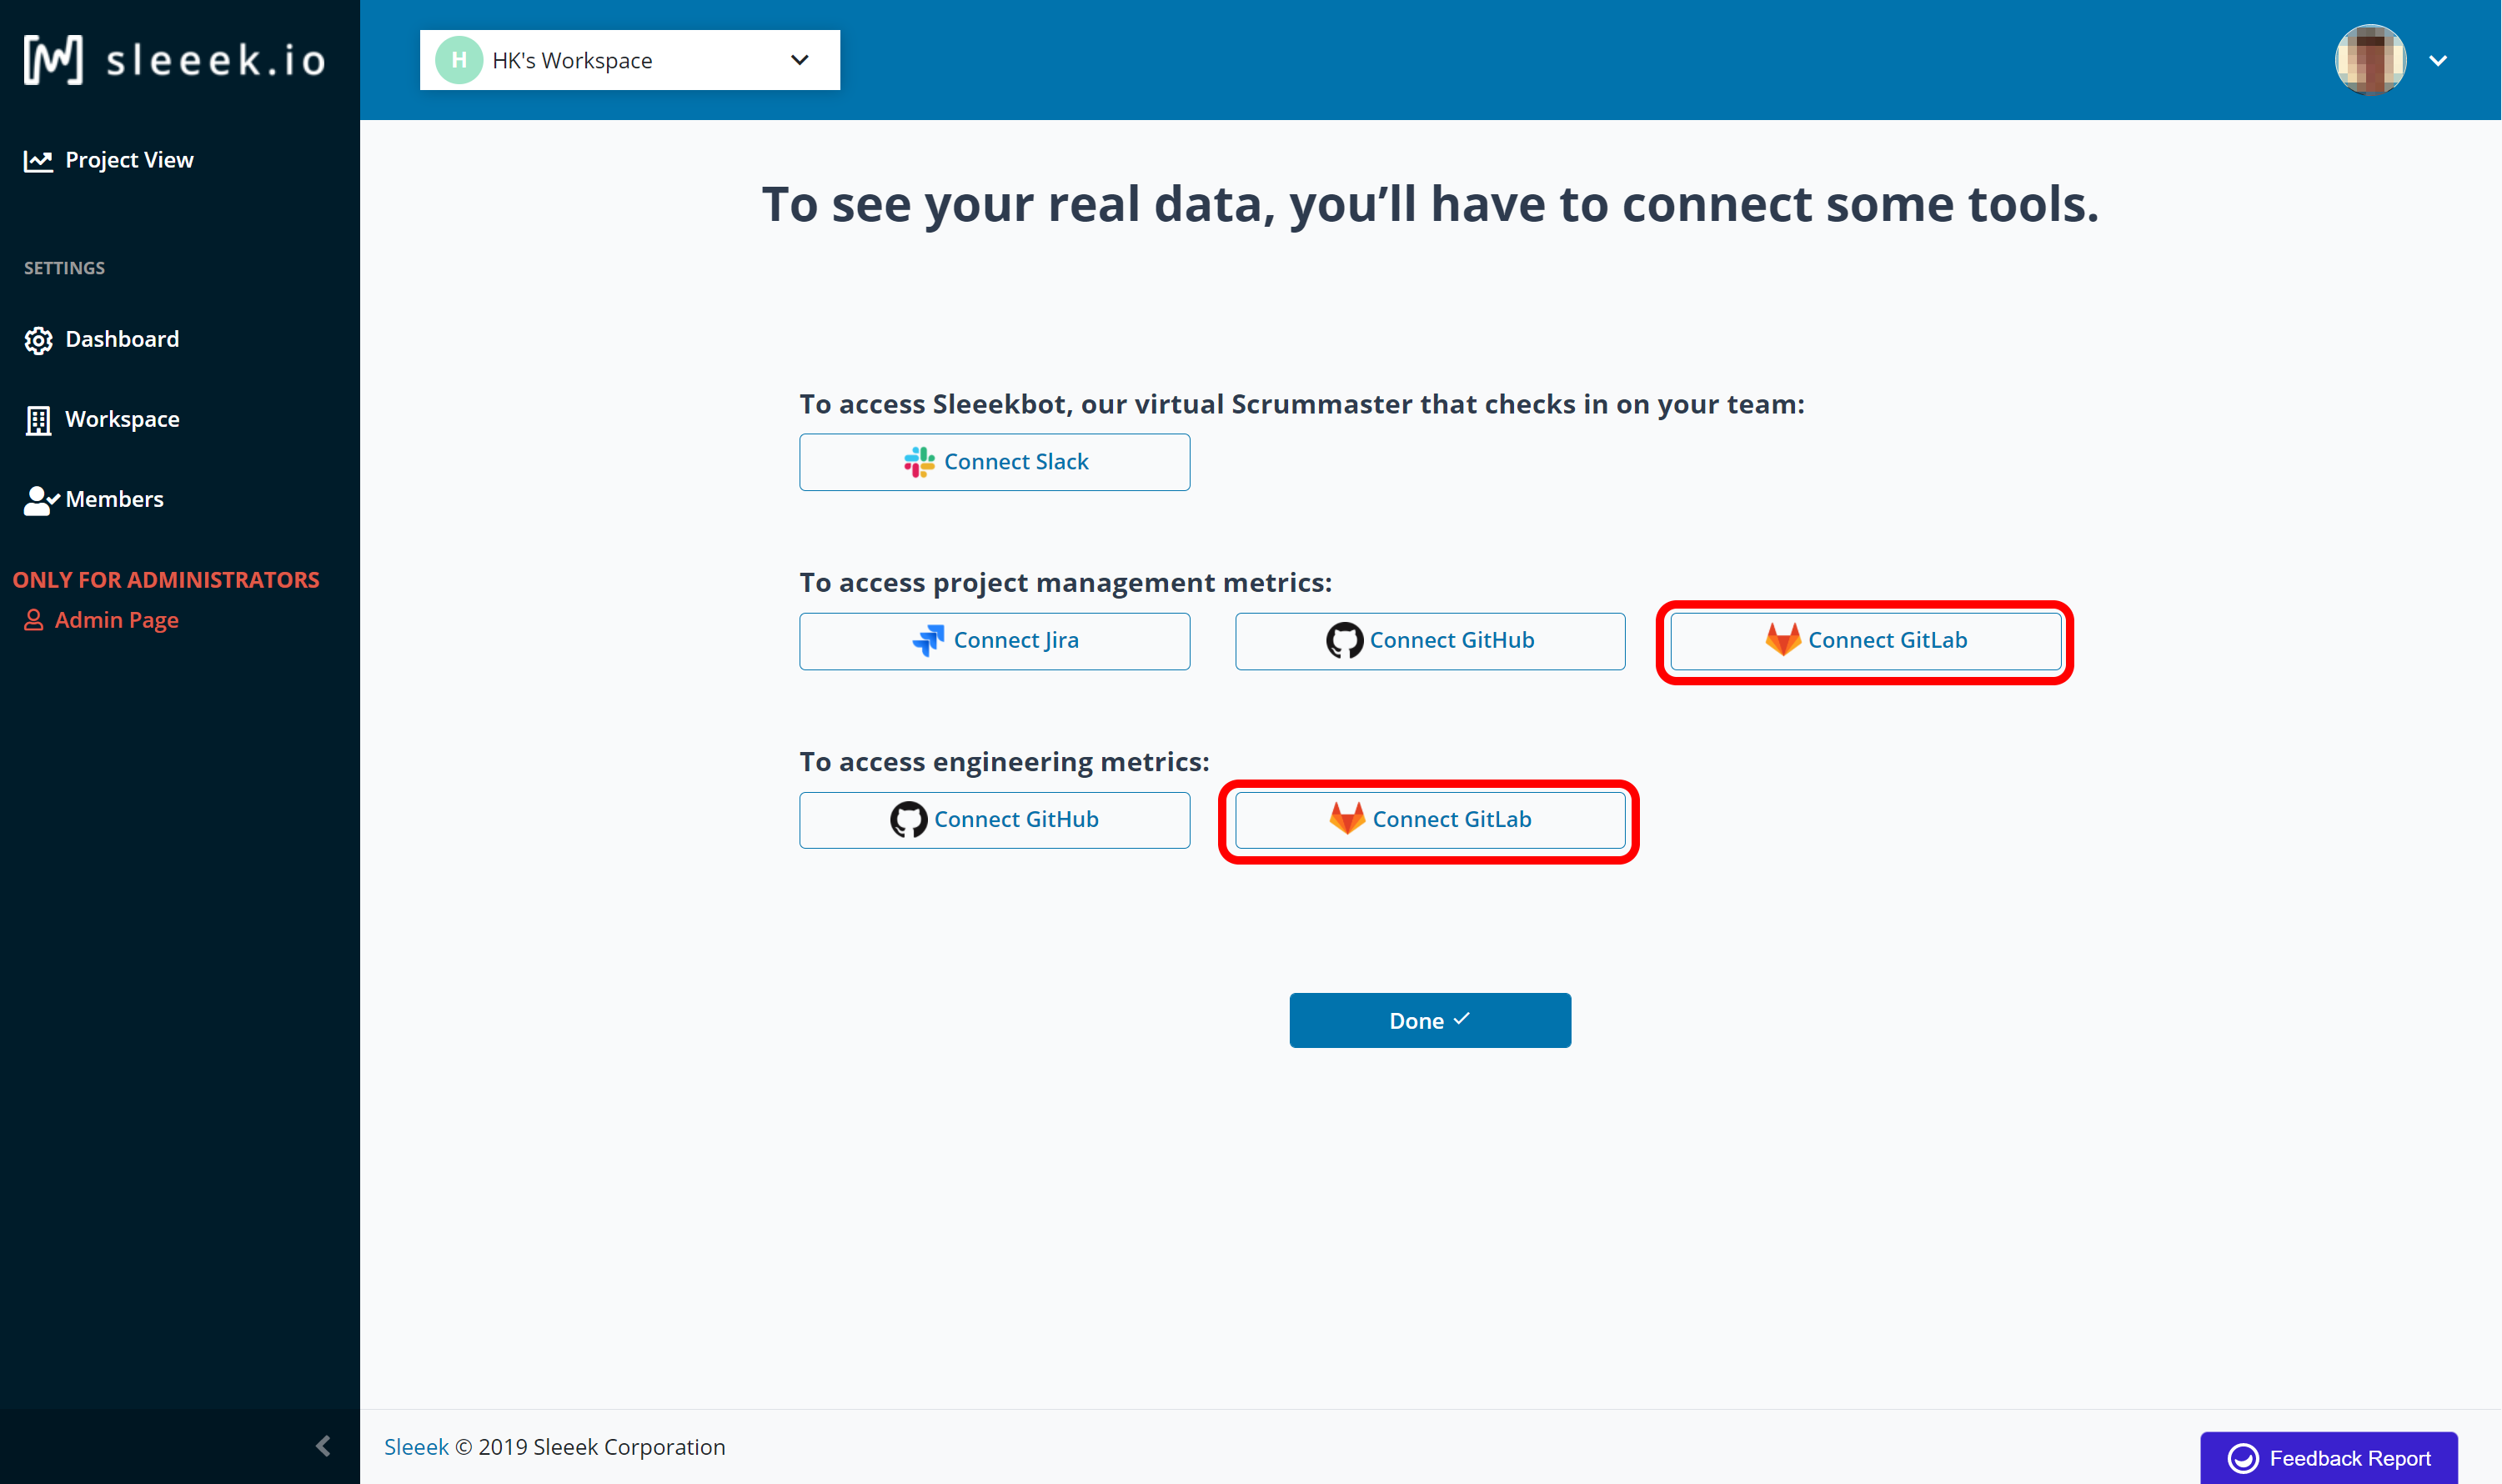 sleeek.io
H HK's Workspace
Project View
SETTINGS
Dashboard
Workspace
Members
ONLY FOR ADMINISTRATORS
Admin Page
To see your real data, you’ll have to connect some tools.
To access Sleeekbot, our virtual Scrummaster that checks in on your team:
Connect Slack
To access project management metrics:
Connect Jira
Connect GitHub
Connect GitLab
To access engineering metrics:
Connect GitHub
Connect GitLab
Done
Sleeek © 2019 Sleeek Corporation
Feedback Report